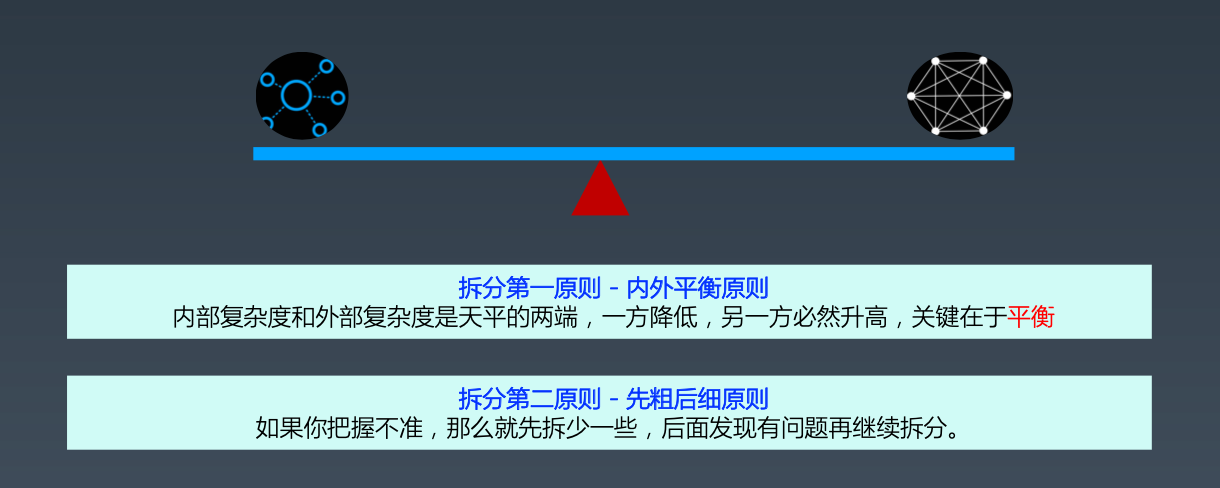 拆分第一原则 - 内外平衡原则
内部复杂度和外部复杂度是天平的两端，一方降低，另一方必然升高，关键在于平衡
拆分第二原则 - 先粗后细原则
如果你把握不准，那么就先拆少一些，后面发现有问题再继续拆分。